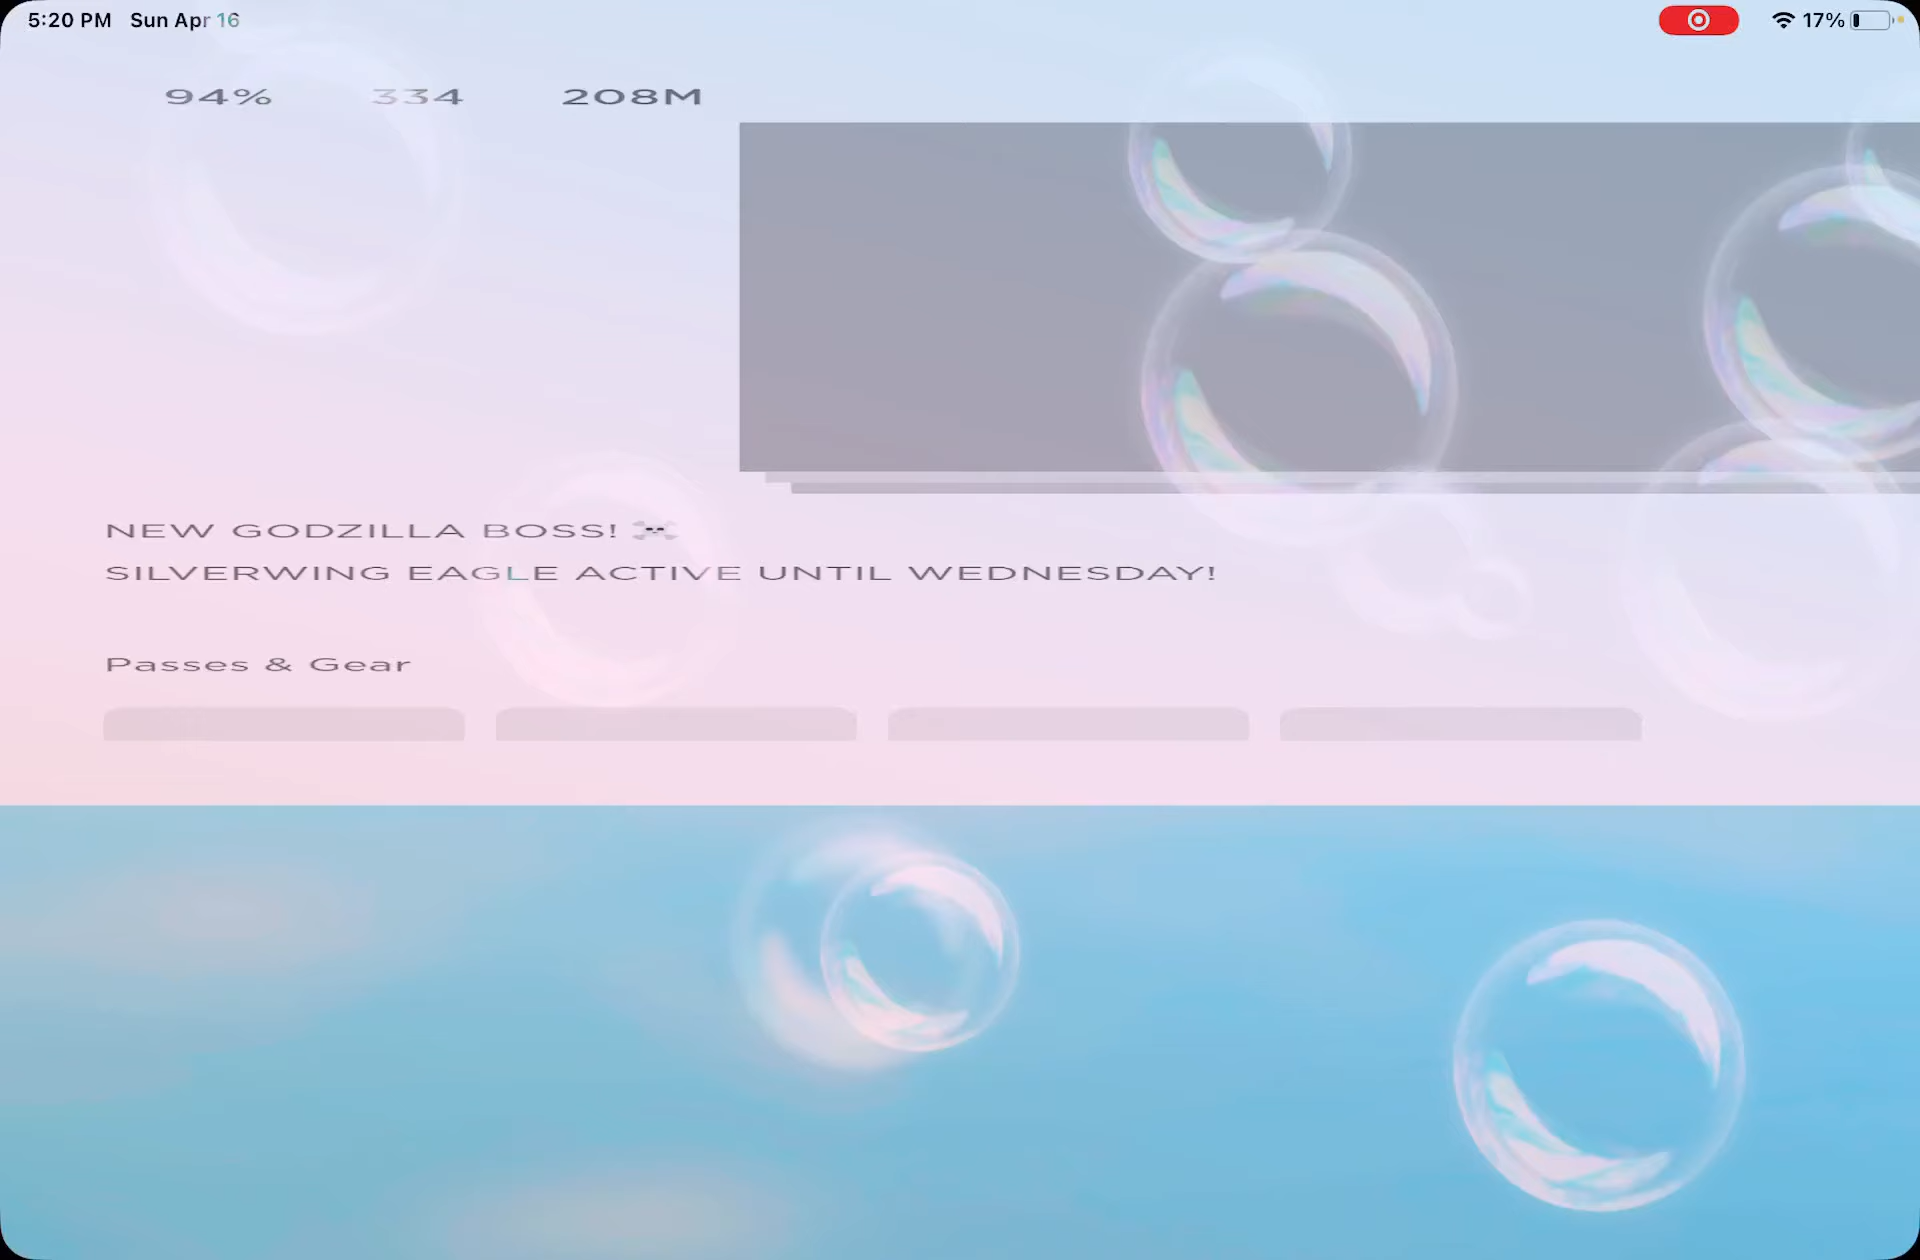 5:20 PM Sun Apr 16
17%
94% 334 208M
NEW GODZILLA BOSS! ☠️
SILVERWING EAGLE ACTIVE UNTIL WEDNESDAY!
Passes & Gear